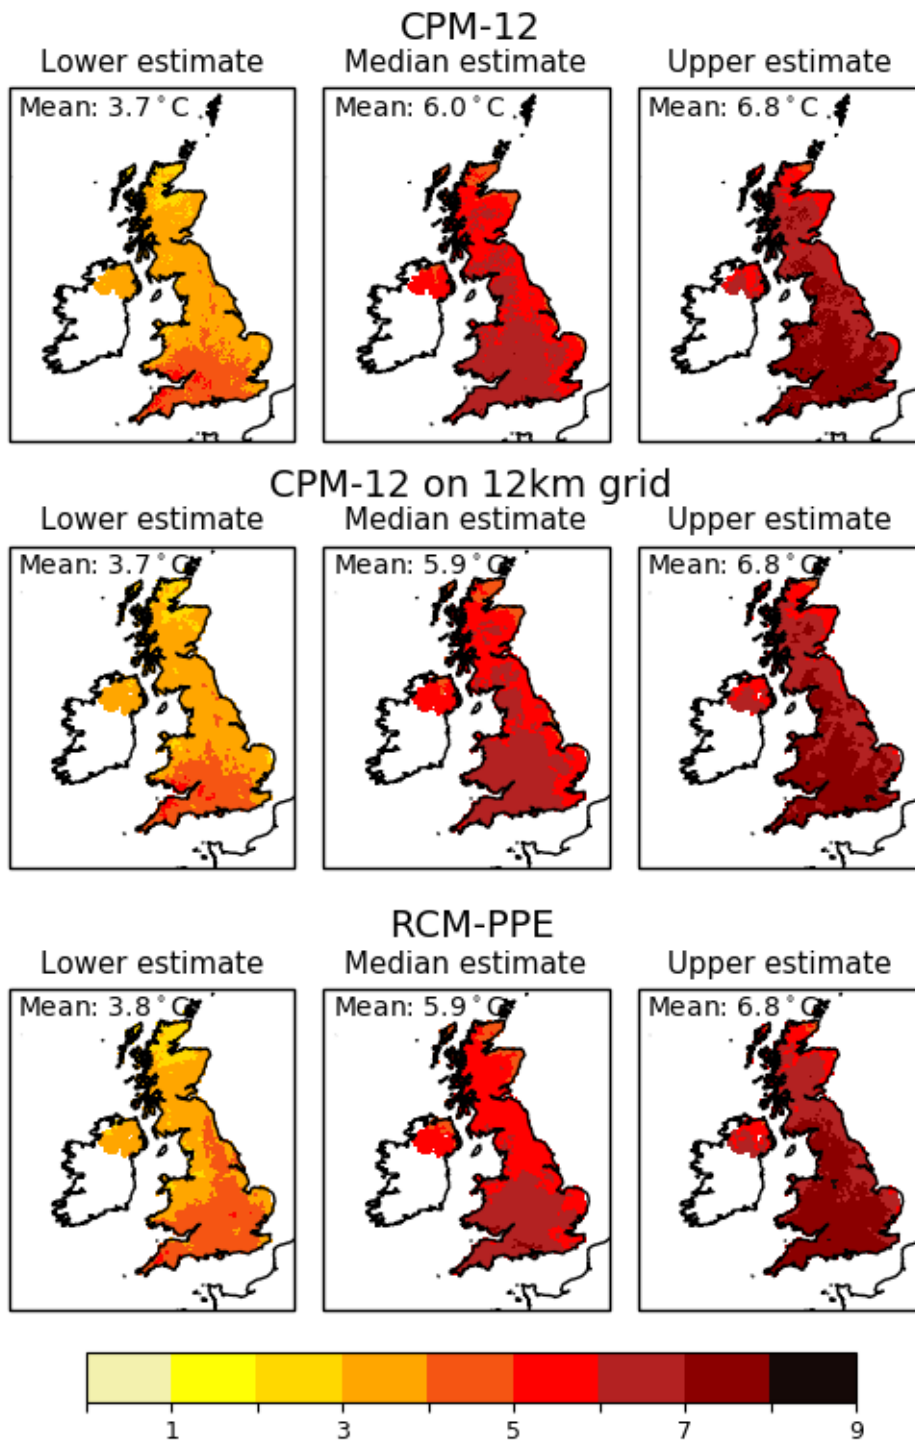 CPM-12
Lower estimate Median estimate Upper estimate
Mean: 3.7°C Mean: 6.0°C Mean: 6.8°C
CPM-12 on 12km grid
Lower estimate Median estimate Upper estimate
Mean: 3.7°C Mean: 5.9°C Mean: 6.8°C
RCM-PPE
Lower estimate Median estimate Upper estimate
Mean: 3.8°C Mean: 5.9°C Mean: 6.8°C
1 3 5 7 9